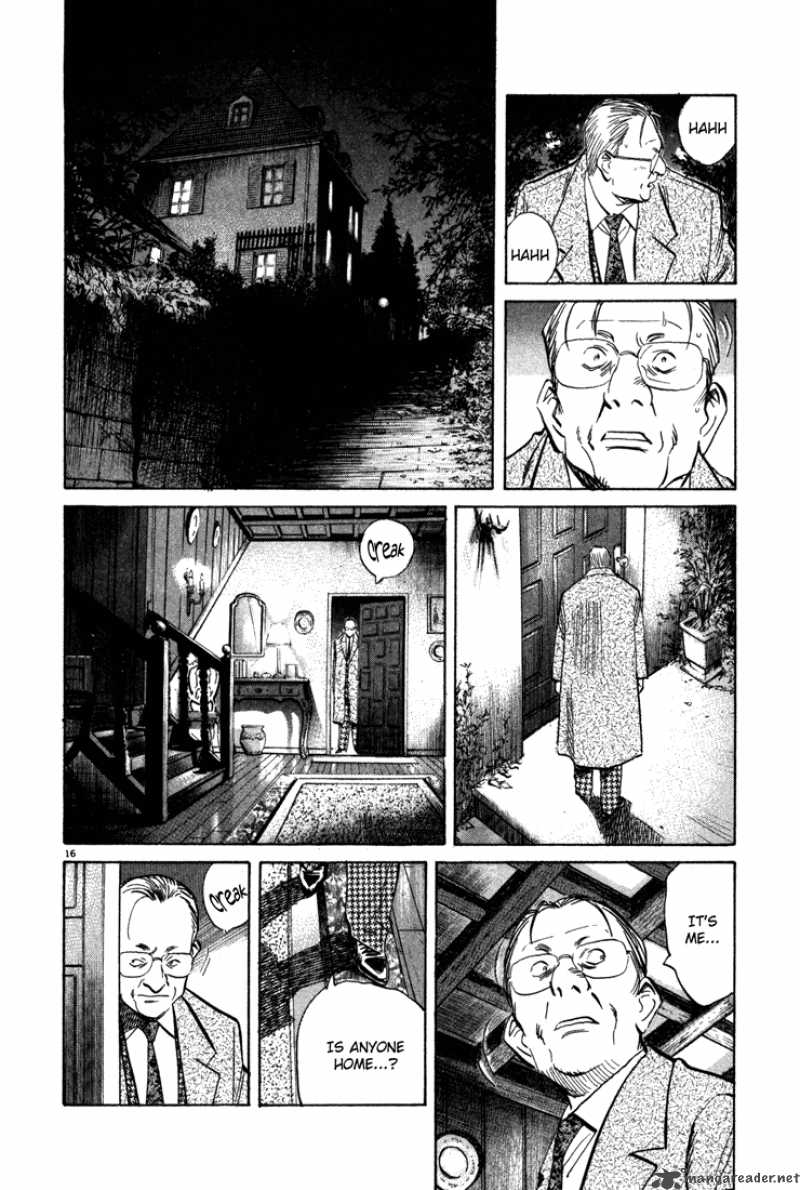 HAHH
HAHH
Creak
16
Creak
IS ANYONE
HOME...?
IT'S
ME...
mangareader.net